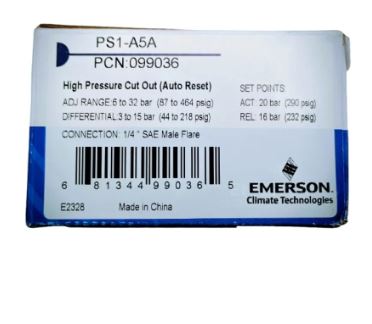 PS1-A5A
PCN:099036
High Pressure Cut Out (Auto Reset)
ADJ RANGE:6 to 32 bar (87 to 464 psig)
DIFFERENTIAL:3 to 15 bar (44 to 218 psig)
CONNECTION: 1/4 " SAE Male Flare
SET POINTS:
ACT: 20 bar (290 psig)
REL: 16 bar (232 psig)
6 81344 99036 5
E2328 Made in China
EMERSON.
Climate Technologies